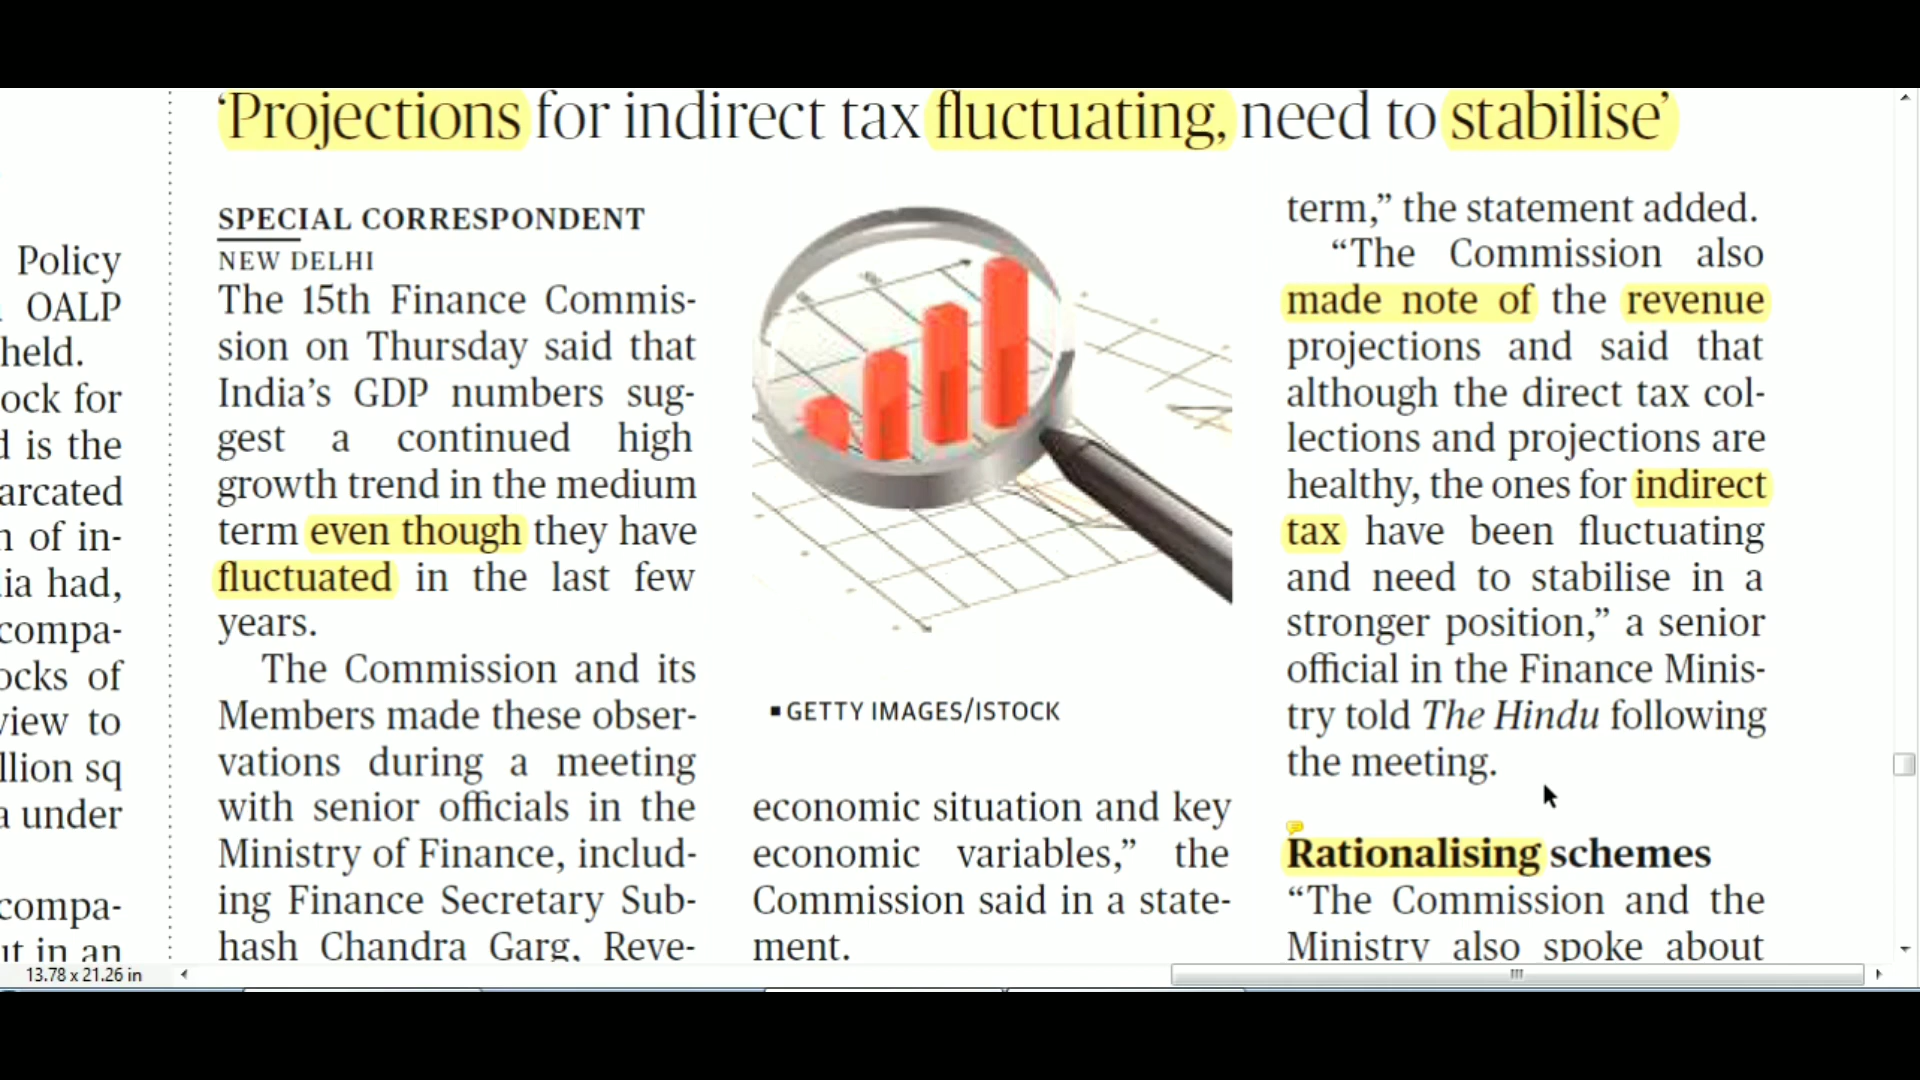 ‘Projections for indirect tax fluctuating, need to stabilise’
Policy
OALP
held.
ock for
d is the
arcated
n of in-
ia had,
compa-
ocks of
view to
llion sq
a under
compa-
ut in an
SPECIAL CORRESPONDENT
NEW DELHI
The 15th Finance Commis-
sion on Thursday said that
India’s GDP numbers sug-
gest a continued high
growth trend in the medium
term even though they have
fluctuated in the last few
years.
The Commission and its
Members made these obser-
vations during a meeting
with senior officials in the
Ministry of Finance, includ-
ing Finance Secretary Sub-
hash Chandra Garg, Reve-
■ GETTY IMAGES/ISTOCK
economic situation and key
economic variables,” the
Commission said in a state-
ment.
term,” the statement added.
“The Commission also
made note of the revenue
projections and said that
although the direct tax col-
lections and projections are
healthy, the ones for indirect
tax have been fluctuating
and need to stabilise in a
stronger position,” a senior
official in the Finance Minis-
try told The Hindu following
the meeting.
Rationalising schemes
“The Commission and the
Ministry also spoke about
13.78 x 21.26 in